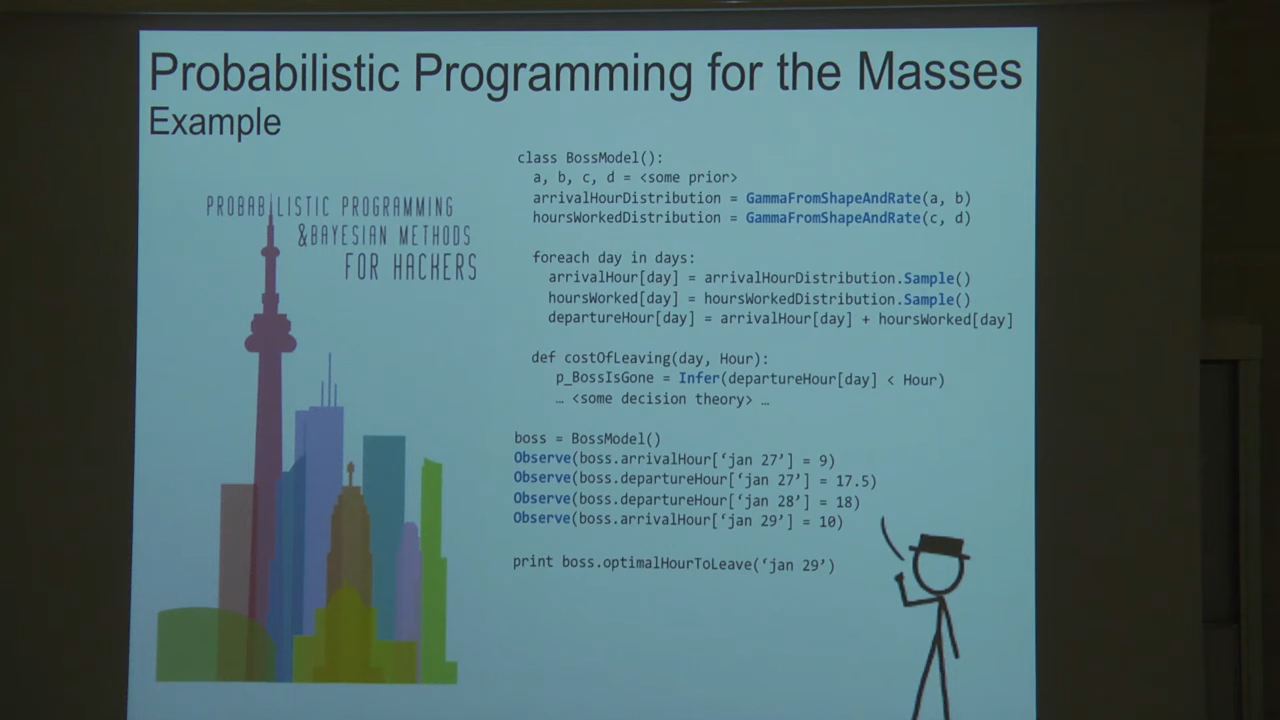 Probabilistic Programming for the Masses
Example
PROBABILISTIC PROGRAMMING
&BAYESIAN METHODS
FOR HACKERS
class BossModel():
a, b, c, d = <some prior>
arrivalHourDistribution = GammaFromShapeAndRate(a, b)
hoursWorkedDistribution = GammaFromShapeAndRate(c, d)
foreach day in days:
arrivalHour[day] = arrivalHourDistribution.Sample()
hoursWorked[day] = hoursWorkedDistribution.Sample()
departureHour[day] = arrivalHour[day] + hoursWorked[day]
def costOfLeaving(day, Hour):
p_BossIsGone = Infer(departureHour[day] < Hour)
… <some decision theory> …
boss = BossModel()
Observe(boss.arrivalHour[‘jan 27’] = 9)
Observe(boss.departureHour[‘jan 27’] = 17.5)
Observe(boss.departureHour[‘jan 28’] = 18)
Observe(boss.arrivalHour[‘jan 29’] = 10)
print boss.optimalHourToLeave(‘jan 29’)